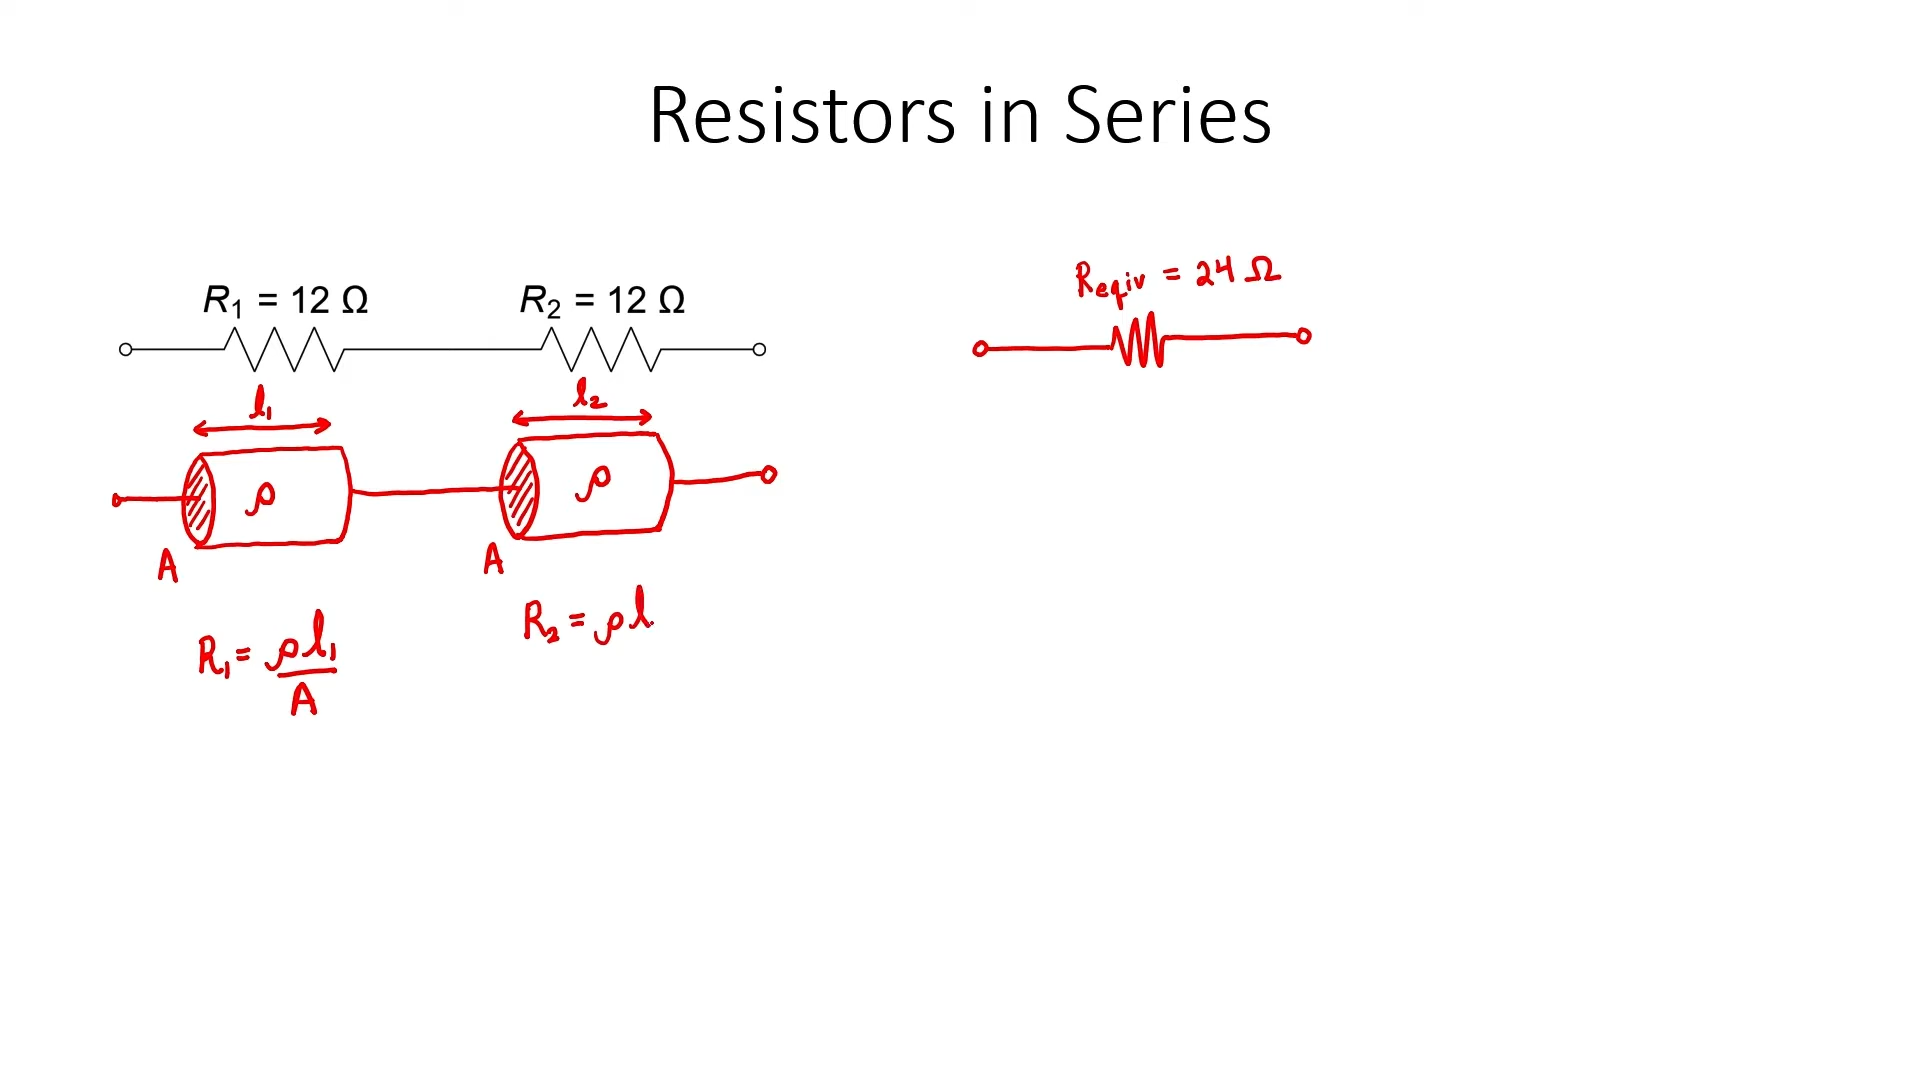 Resistors in Series
R1 = 12 Ω
R2 = 12 Ω
Reqiv = 24 Ω
l1
l2
ρ
ρ
A
A
R1 = ρl1/A
R2 = ρl